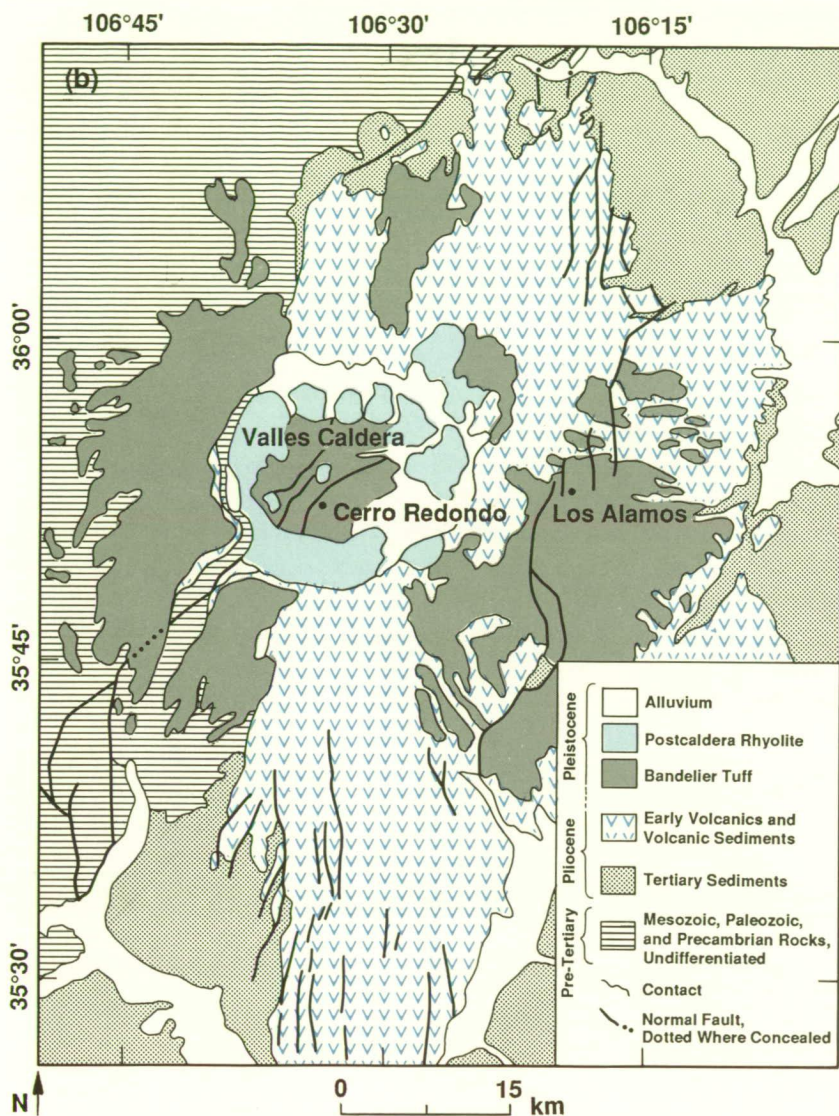 106°45' 106°30' 106°15'
(b)
36°00'
Valles Caldera
Cerro Redondo
Los Alamos
35°45'
35°30'
Pleistocene
Pliocene
Pre-Tertiary
Alluvium
Postcaldera Rhyolite
Bandelier Tuff
Early Volcanics and
Volcanic Sediments
Tertiary Sediments
Mesozoic, Paleozoic,
and Precambrian Rocks,
Undifferentiated
Contact
Normal Fault,
Dotted Where Concealed
N
0 15
km